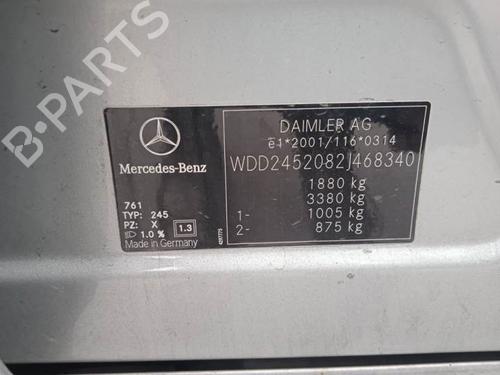 DAIMLER AG
e1*2001/116*0314
WDD2452082J468340
1880 kg
3380 kg
1- 1005 kg
2- 875 kg
Mercedes-Benz
761
TYP: 245
PZ: X
1.0 % 1.3
Made in Germany
B-PARTS